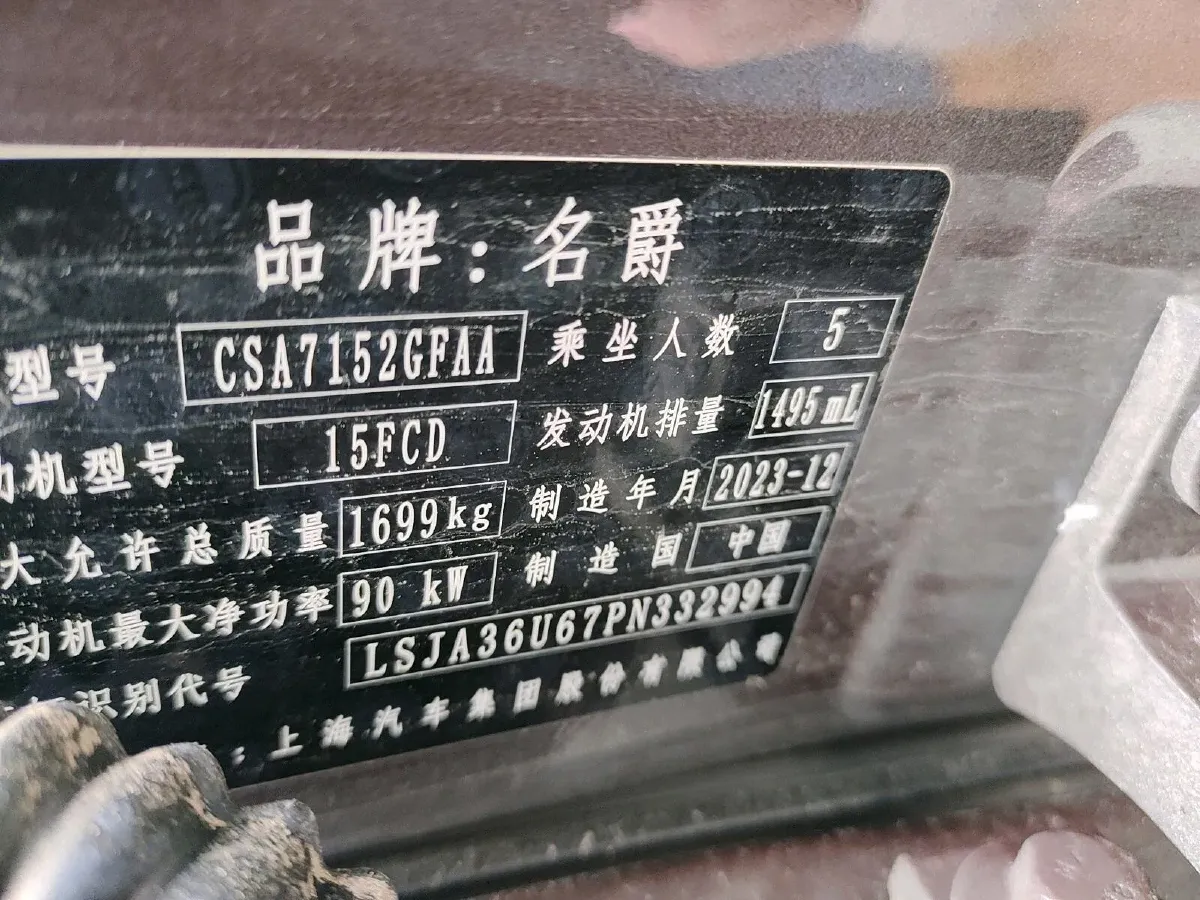 品牌：名爵
型号 CSA7152GFAA 乘坐人数 5
动机型号 15FCD 发动机排量 1495mL
大允许总质量 1699kg 制造年月 2023-12
动机最大净功率 90 kW 制造国 中国
识别代号 LSJA36U67PN332994
：上海汽车集团股份有限公司